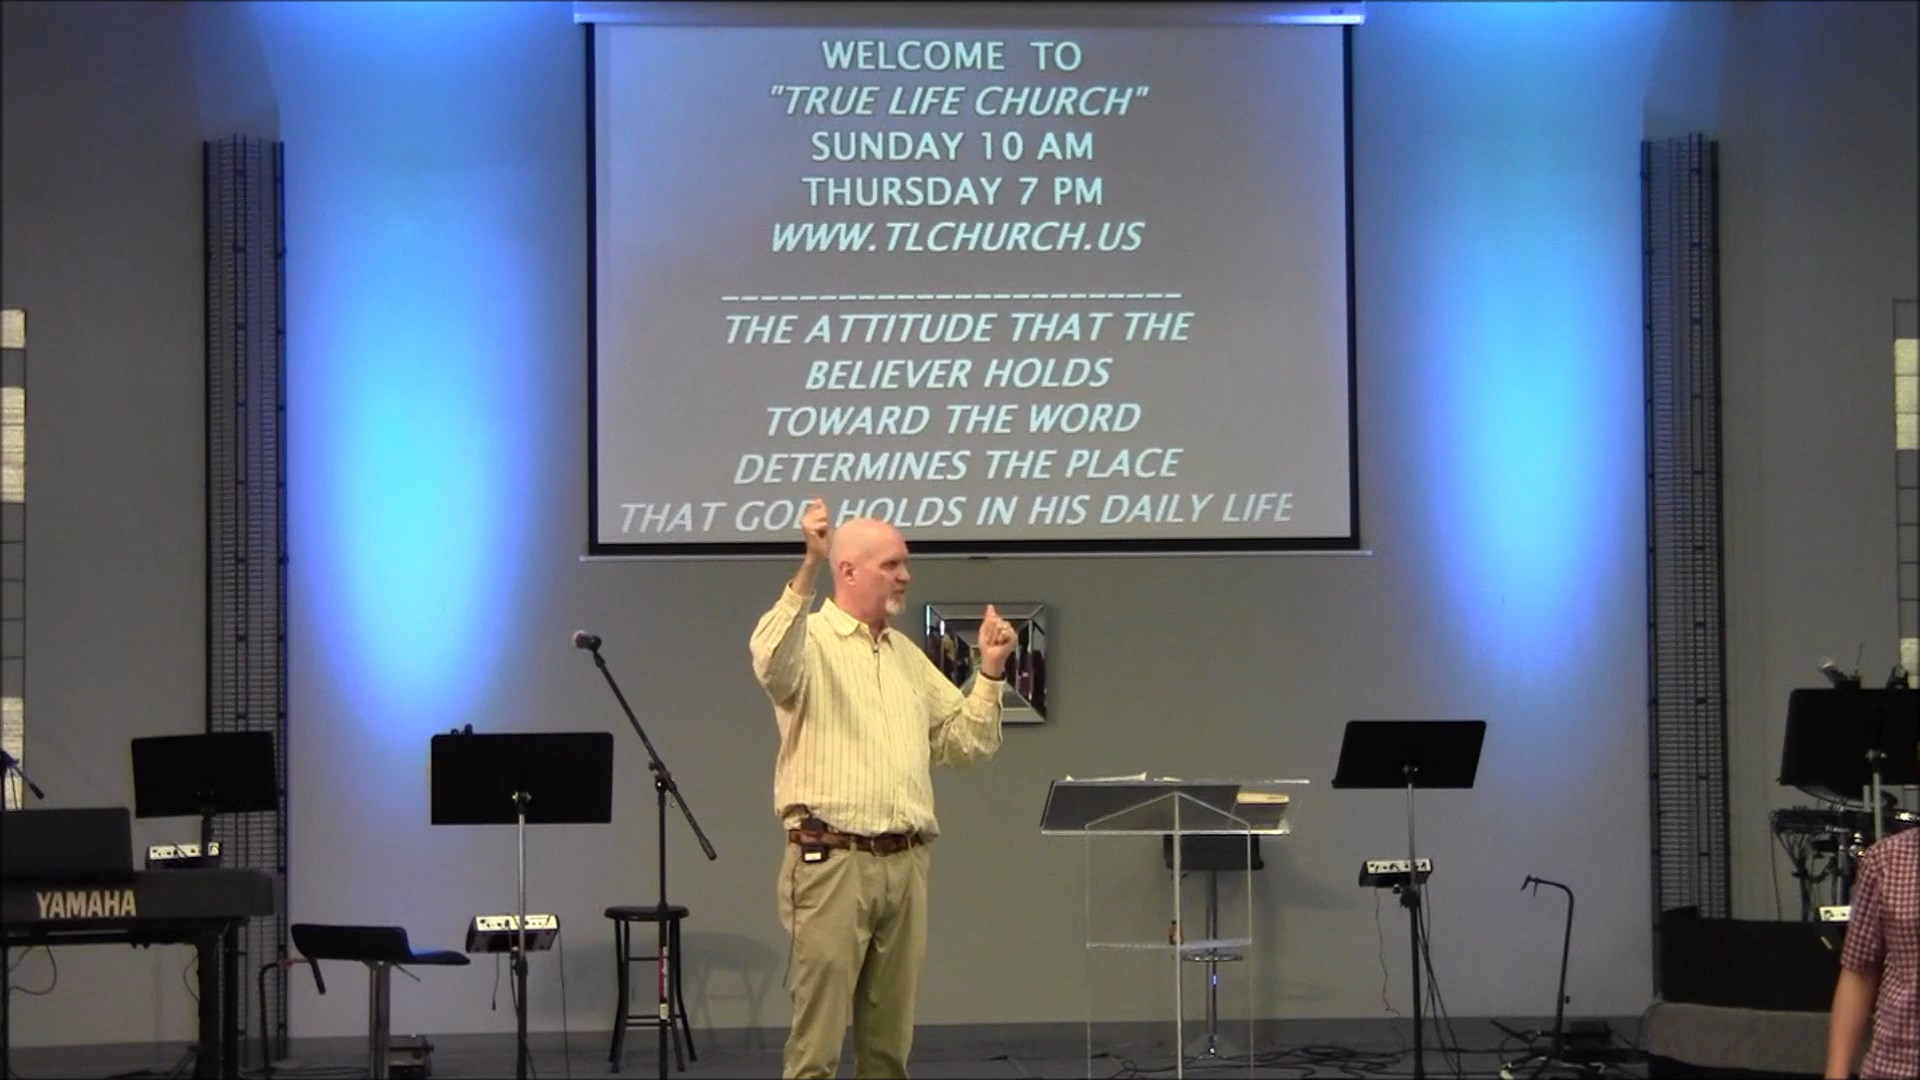 WELCOME TO
"TRUE LIFE CHURCH"
SUNDAY 10 AM
THURSDAY 7 PM
WWW.TLCHURCH.US
________________________
THE ATTITUDE THAT THE
BELIEVER HOLDS
TOWARD THE WORD
DETERMINES THE PLACE
THAT GOD HOLDS IN HIS DAILY LIFE
YAMAHA